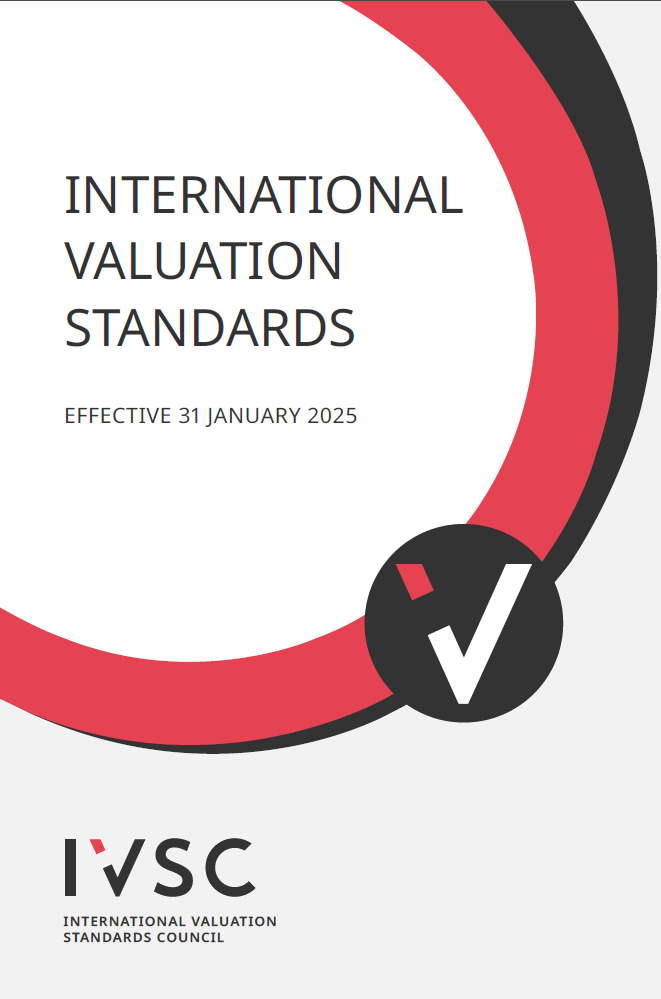 INTERNATIONAL
VALUATION
STANDARDS
EFFECTIVE 31 JANUARY 2025
IVSC
INTERNATIONAL VALUATION
STANDARDS COUNCIL